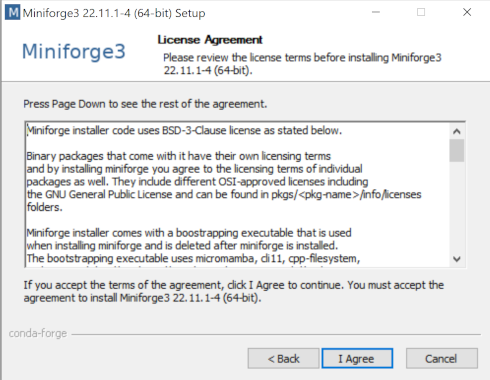 M Miniforge3 22.11.1-4 (64-bit) Setup
Miniforge3
License Agreement
Please review the license terms before installing Miniforge3
22.11.1-4 (64-bit).
Press Page Down to see the rest of the agreement.
Miniforge installer code uses BSD-3-Clause license as stated below.
Binary packages that come with it have their own licensing terms
and by installing miniforge you agree to the licensing terms of individual
packages as well. They include different OSI-approved licenses including
the GNU General Public License and can be found in pkgs/<pkg-name>/info/licenses
folders.
Miniforge installer comes with a boostrapping executable that is used
when installing miniforge and is deleted after miniforge is installed.
The bootstrapping executable uses micromamba, cli11, cpp-filesystem,
If you accept the terms of the agreement, click I Agree to continue. You must accept the
agreement to install Miniforge3 22.11.1-4 (64-bit).
conda-forge
< Back
I Agree
Cancel